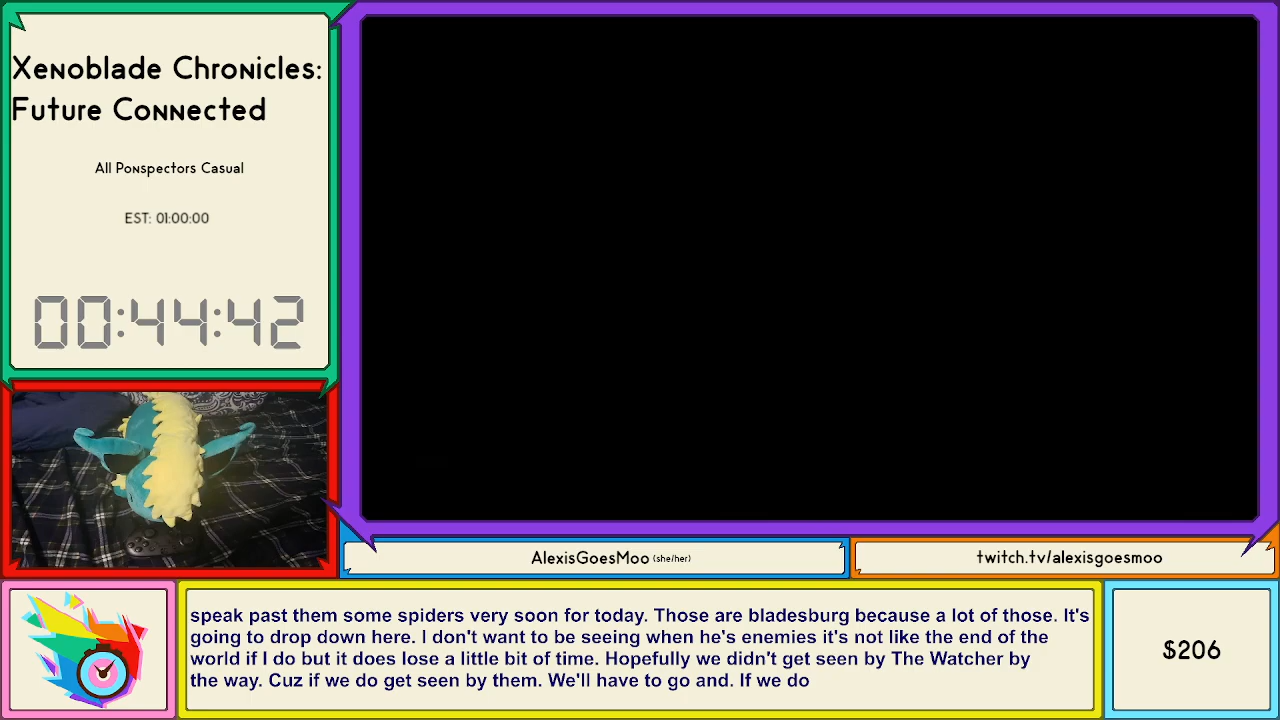 Xenoblade Chronicles:
Future Connected
All Ponspectors Casual
EST: 01:00:00
00:44:42
AlexisGoesMoo (she/her)
twitch.tv/alexisgoesmoo
speak past them some spiders very soon for today. Those are bladesburg because a lot of those. It's
going to drop down here. I don't want to be seeing when he's enemies it's not like the end of the
world if I do but it does lose a little bit of time. Hopefully we didn't get seen by The Watcher by
the way. Cuz if we do get seen by them. We'll have to go and. If we do
$206